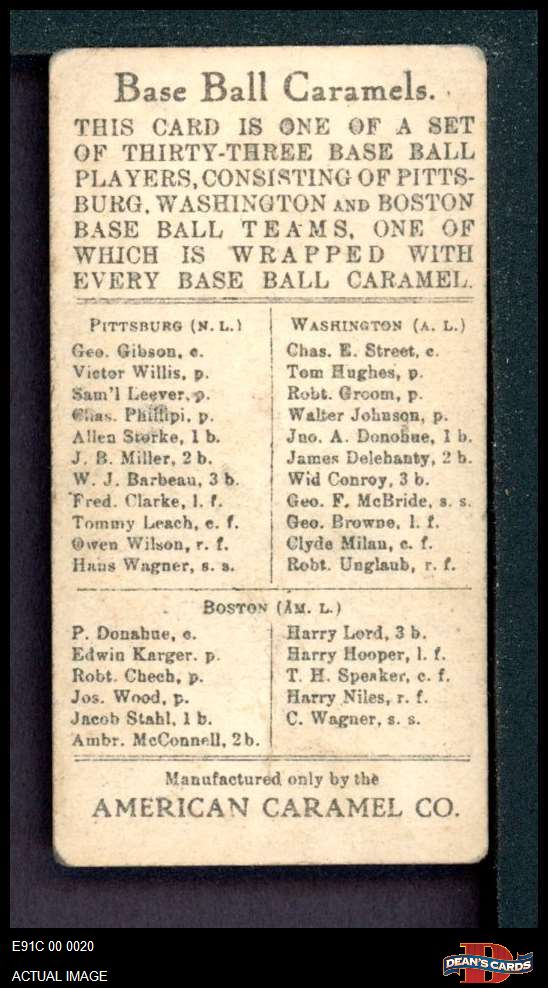 Base Ball Caramels.
THIS CARD IS ONE OF A SET
OF THIRTY-THREE BASE BALL
PLAYERS, CONSISTING OF PITTS-
BURG, WASHINGTON AND BOSTON
BASE BALL TEAMS, ONE OF
WHICH IS WRAPPED WITH
EVERY BASE BALL CARAMEL.
PITTSBURG (N. L.)
Geo. Gibson, c.
Victor Willis, p.
Sam'l Leever, p.
Chas. Phillipi, p.
Allen Storke, 1 b.
J. B. Miller, 2 b.
W. J. Barbeau, 3 b.
Fred. Clarke, l. f.
Tommy Leach, c. f.
Owen Wilson, r. f.
Hans Wagner, s. s.
WASHINGTON (A. L.)
Chas. E. Street, c.
Tom Hughes, p.
Robt. Groom, p.
Walter Johnson, p.
Jno. A. Donohue, 1 b.
James Delehanty, 2 b.
Wid Conroy, 3 b.
Geo. F. McBride, s. s.
Geo. Browne, l. f.
Clyde Milan, c. f.
Robt. Unglaub, r. f.
BOSTON (AM. L.)
P. Donahue, c.
Edwin Karger. p.
Robt. Chech, p.
Jos. Wood, p.
Jacob Stahl, 1 b.
Ambr. McConnell, 2 b.
Harry Lord, 3 b.
Harry Hooper, l. f.
T. H. Speaker, c. f.
Harry Niles, r. f.
C. Wagner, s. s.
Manufactured only by the
AMERICAN CARAMEL CO.
E91C 00 0020
ACTUAL IMAGE
DEAN'S CARDS